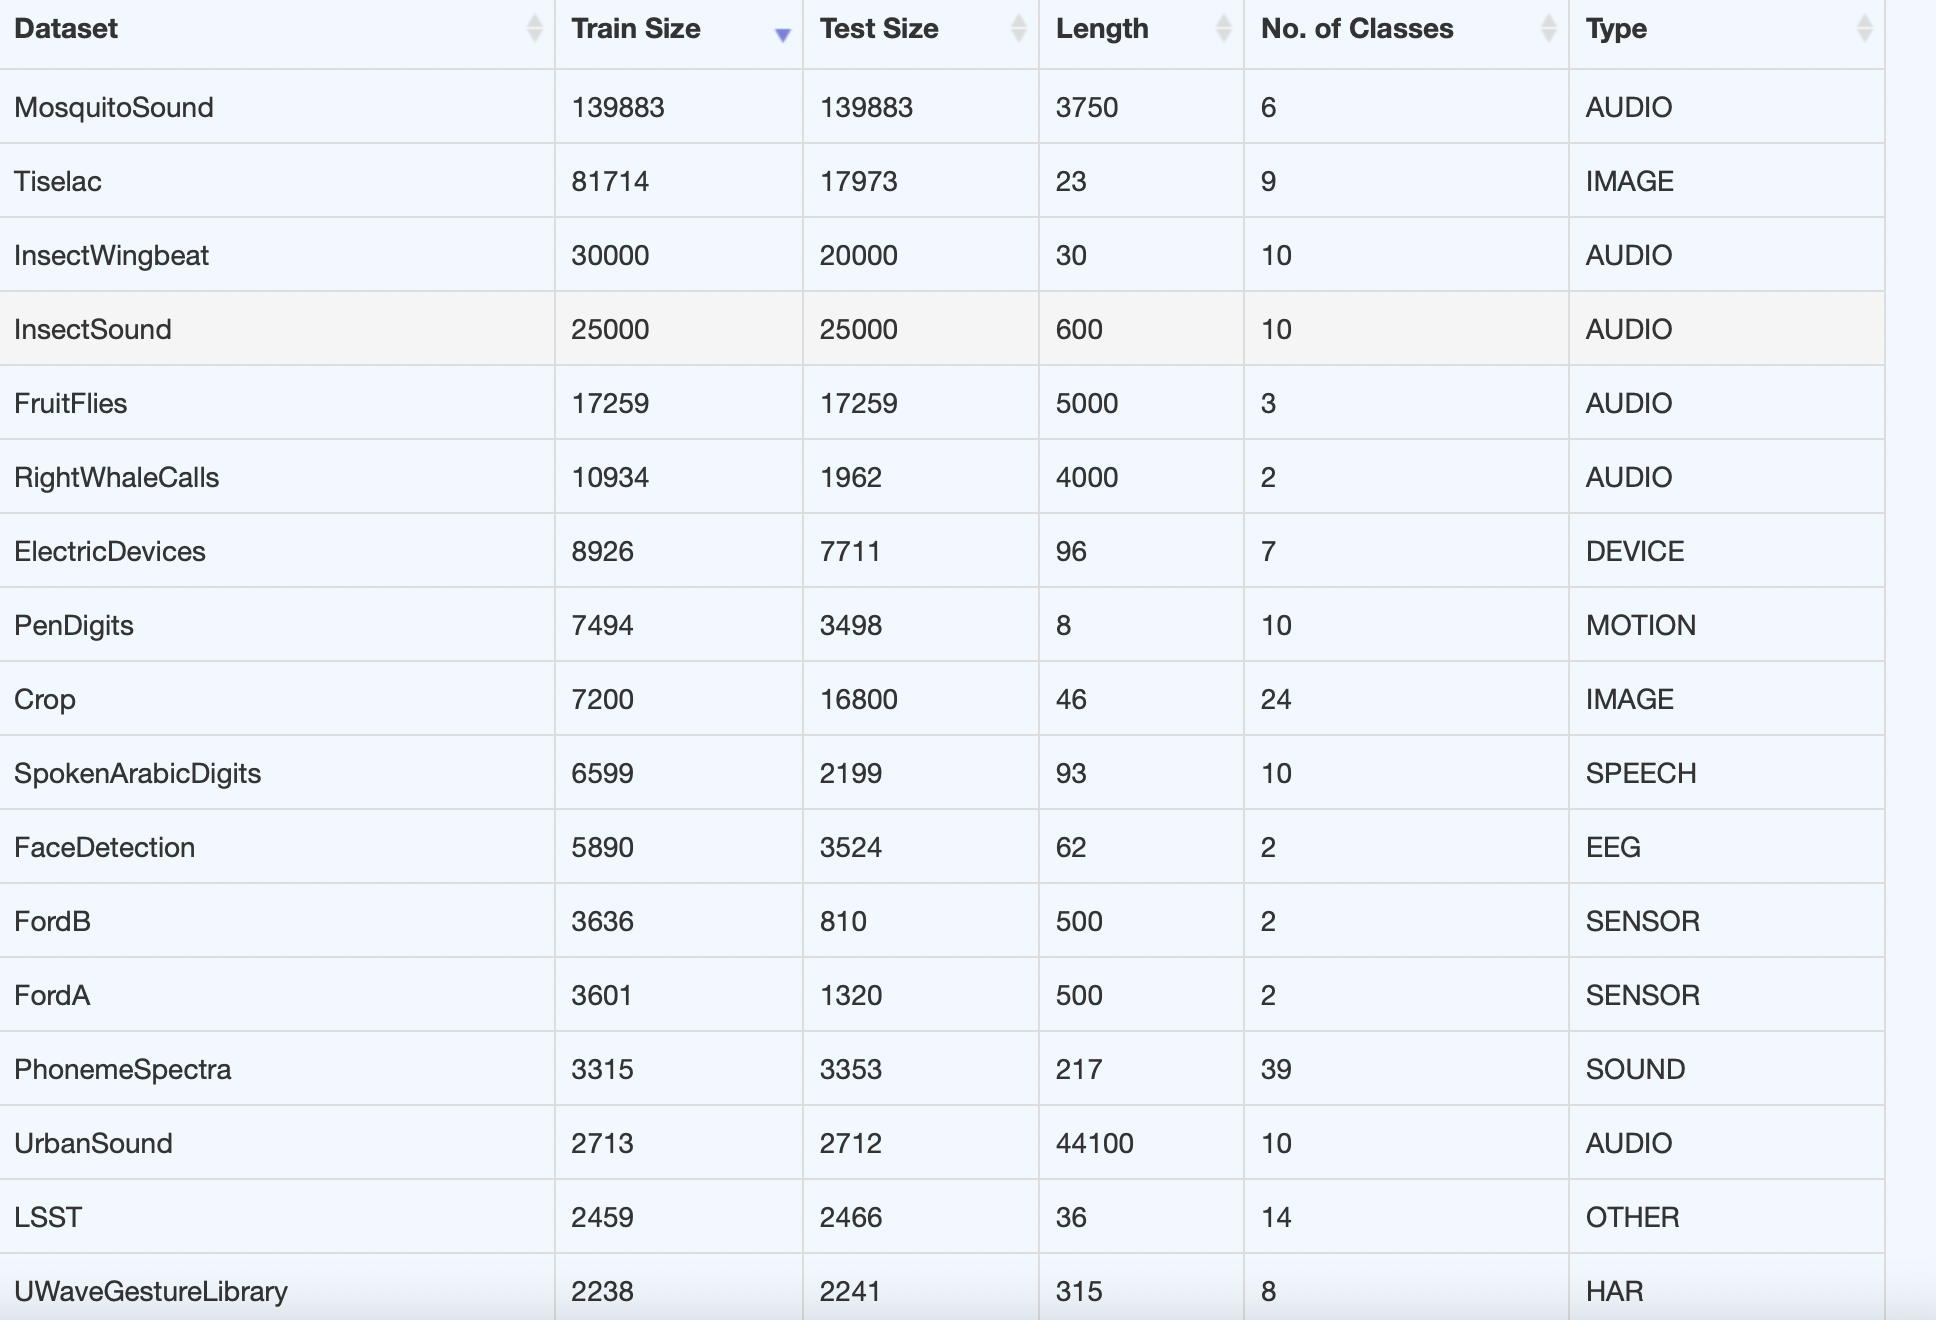 Dataset Train Size Test Size Length No. of Classes Type
MosquitoSound 139883 139883 3750 6 AUDIO
Tiselac 81714 17973 23 9 IMAGE
InsectWingbeat 30000 20000 30 10 AUDIO
InsectSound 25000 25000 600 10 AUDIO
FruitFlies 17259 17259 5000 3 AUDIO
RightWhaleCalls 10934 1962 4000 2 AUDIO
ElectricDevices 8926 7711 96 7 DEVICE
PenDigits 7494 3498 8 10 MOTION
Crop 7200 16800 46 24 IMAGE
SpokenArabicDigits 6599 2199 93 10 SPEECH
FaceDetection 5890 3524 62 2 EEG
FordB 3636 810 500 2 SENSOR
FordA 3601 1320 500 2 SENSOR
PhonemeSpectra 3315 3353 217 39 SOUND
UrbanSound 2713 2712 44100 10 AUDIO
LSST 2459 2466 36 14 OTHER
UWaveGestureLibrary 2238 2241 315 8 HAR